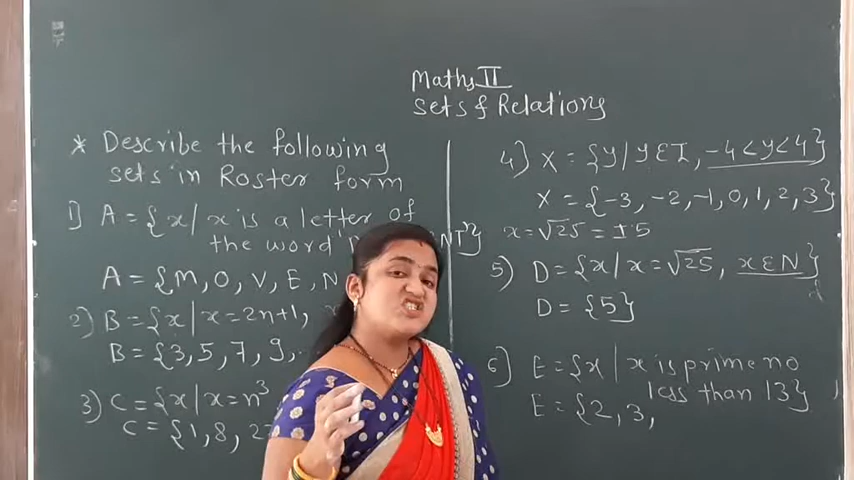 Maths II
Sets & Relations
* Describe the following
sets in Roster form
1) A = {x/ x is a letter of
the word' NT'}
A = {M, O, V, E, N
2) B = {x | x = 2n+1,
B = {3, 5, 7, 9,
3) C = {x | x = n³
C = {1, 8, 2
4) X = {y / y ∈ I, -4 < y < 4}
X = {-3, -2, -1, 0, 1, 2, 3}
x = √25 = ±5
5) D = {x / x = √25, x ∈ N}
D = {5}
6) E = {x | x is prime no
less than 13}
E = {2, 3,